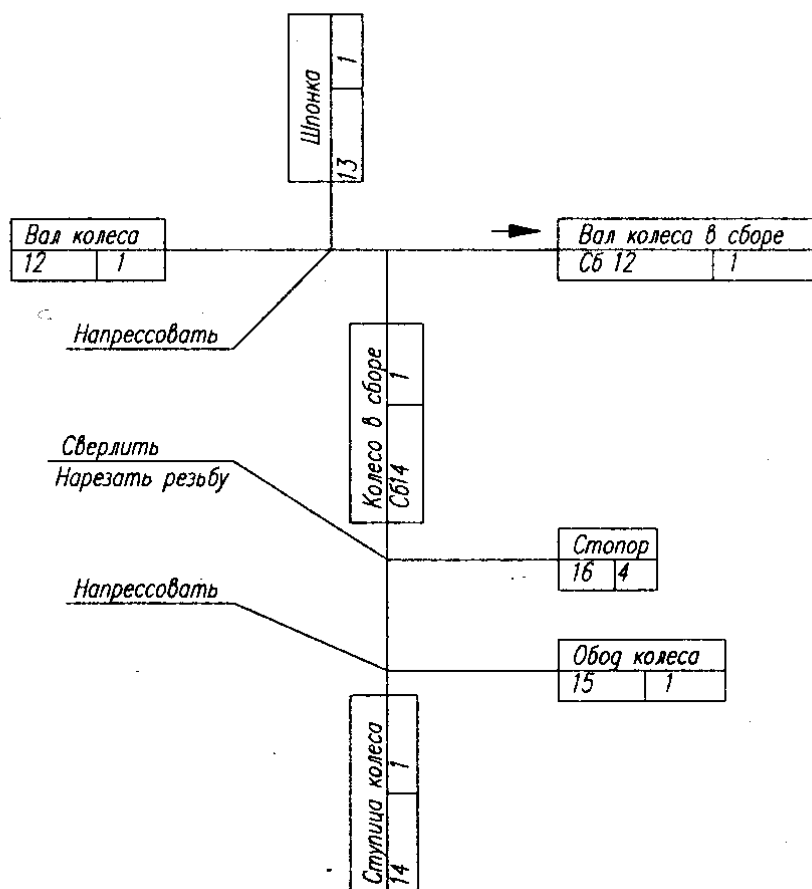 Шпонка
13 1
Вал колеса
12 1
Вал колеса в сборе
Сб 12 1
Напрессовать
Колесо в сборе
Сб14 1
Сверлить
Нарезать резьбу
Стопор
16 4
Напрессовать
Обод колеса
15 1
Ступица колеса
14 1